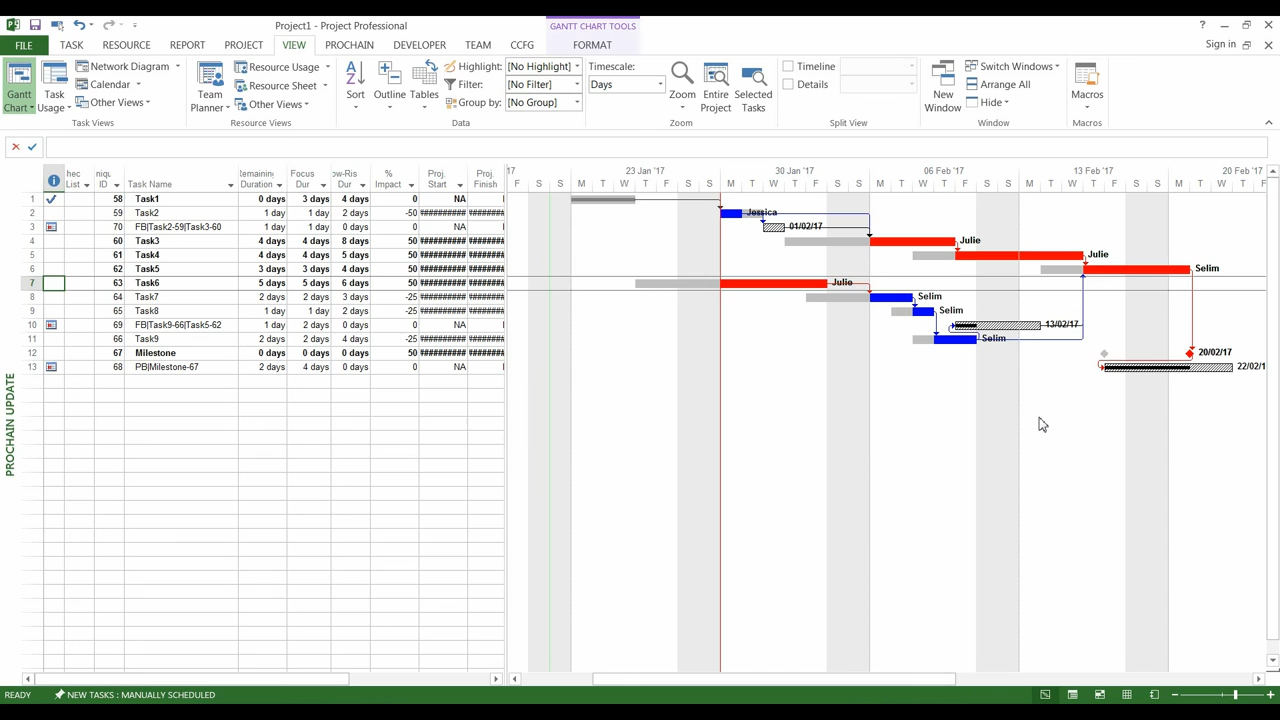 Project1 - Project Professional
GANTT CHART TOOLS
Sign in
FILE TASK RESOURCE REPORT PROJECT VIEW PROCHAIN DEVELOPER TEAM CCFG FORMAT
Gantt Chart
Task Usage
Network Diagram
Calendar
Other Views
Task Views
Team Planner
Resource Usage
Resource Sheet
Other Views
Resource Views
Sort
Outline
Tables
Highlight: [No Highlight]
Filter: [No Filter]
Group by: [No Group]
Data
Timescale:
Days
Zoom
Entire Project
Selected Tasks
Zoom
Timeline
Details
Split View
New Window
Switch Windows
Arrange All
Hide
Window
Macros
Macros
hec List
niqu ID
Task Name
Remaining Duration
Focus Dur
ow-Ris Dur
% Impact
Proj. Start
Proj. Finish
'17 23 Jan '17 30 Jan '17 06 Feb '17 13 Feb '17 20 Feb '17
F S S M T W T F S S M T W T F S S M T W T F S S M T W T F S S M T W T F
1 58 Task1 0 days 3 days 4 days 0 NA
2 59 Task2 1 day 1 day 2 days -50 ########## ########## Jessica
3 70 FB|Task2-59|Task3-60 1 day 1 day 0 days 0 NA 01/02/17
4 60 Task3 4 days 4 days 8 days 50 ########## ########## Julie
5 61 Task4 4 days 4 days 6 days 50 ########## ########## Julie
6 62 Task5 3 days 3 days 4 days 50 ########## ########## Selim
7 63 Task6 5 days 5 days 6 days 50 ########## ########## Julie
8 64 Task7 2 days 2 days 3 days -25 ########## ########## Selim
9 65 Task8 1 day 1 day 2 days -25 ########## ########## Selim
10 69 FB|Task9-66|Task5-62 1 day 2 days 0 days 0 NA 13/02/17
11 66 Task9 2 days 2 days 4 days -25 ########## ########## Selim
12 67 Milestone 0 days 0 days 0 days 50 ########## ########## 20/02/17
13 68 PB|Milestone-67 2 days 4 days 0 days 0 NA 22/02/1
PROCHAIN UPDATE
READY NEW TASKS : MANUALLY SCHEDULED